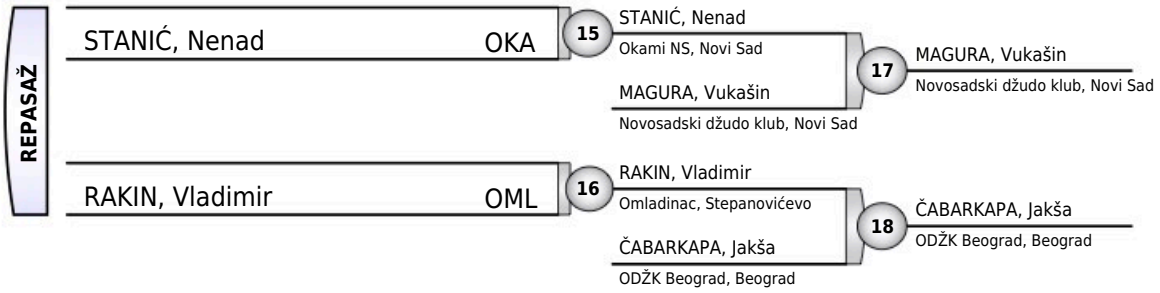 REPASAŽ
STANIĆ, Nenad OKA
15
STANIĆ, Nenad
Okami NS, Novi Sad
MAGURA, Vukašin
Novosadski džudo klub, Novi Sad
17
MAGURA, Vukašin
Novosadski džudo klub, Novi Sad
RAKIN, Vladimir OML
16
RAKIN, Vladimir
Omladinac, Stepanovićevo
ČABARKAPA, Jakša
ODŽK Beograd, Beograd
18
ČABARKAPA, Jakša
ODŽK Beograd, Beograd